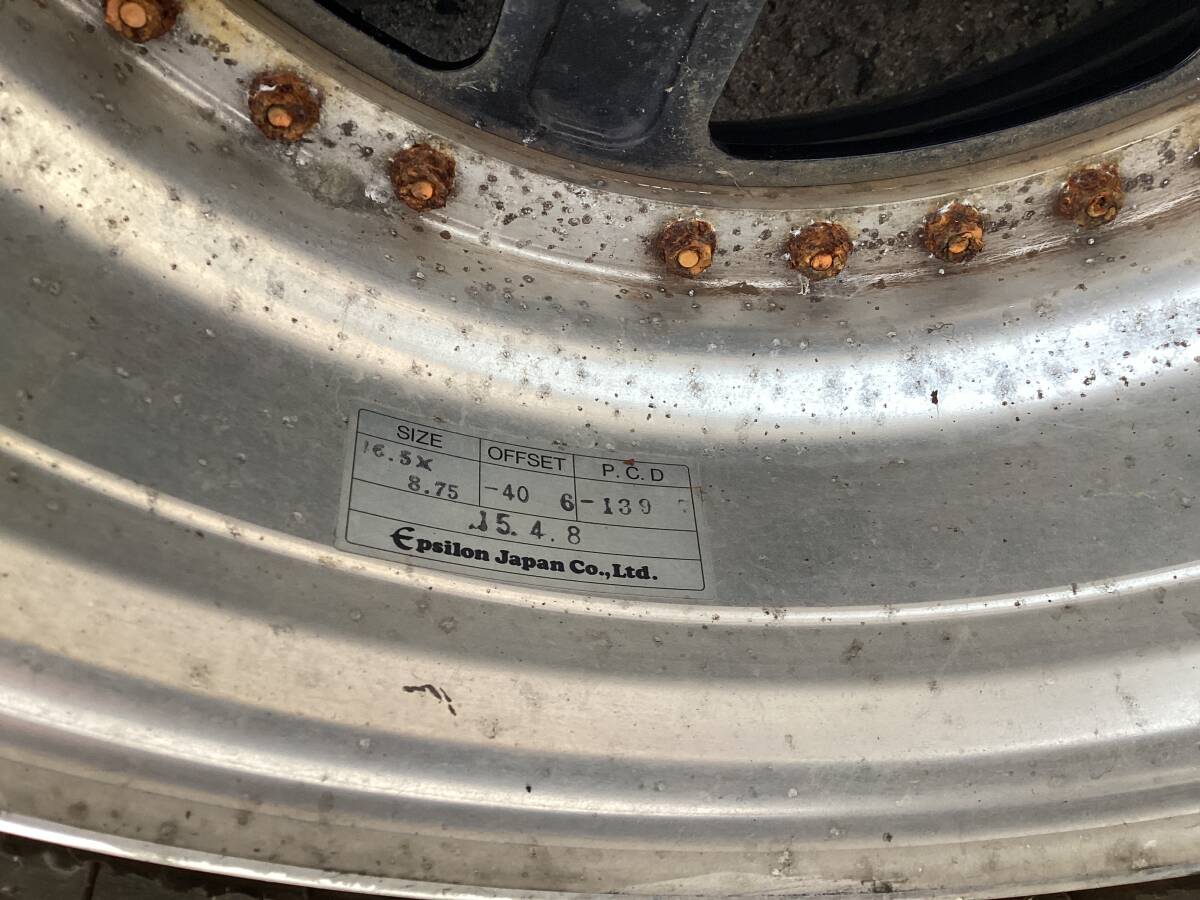 SIZE OFFSET P.C.D
16.5X
8.75 -40 6-139
15.4.8
Epsilon Japan Co.,Ltd.